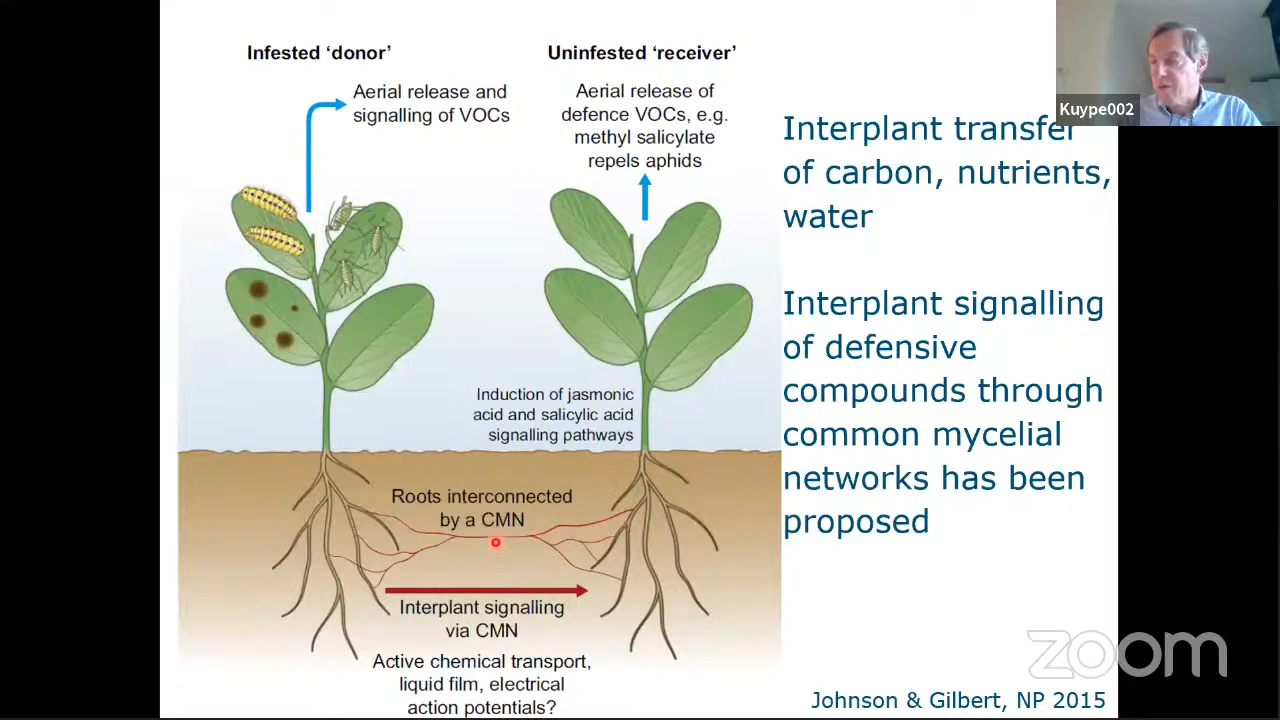 Infested ‘donor’
Uninfested ‘receiver’
Aerial release and
signalling of VOCs
Aerial release of
defence VOCs, e.g.
methyl salicylate
repels aphids
Induction of jasmonic
acid and salicylic acid
signalling pathways
Roots interconnected
by a CMN
Interplant signalling
via CMN
Active chemical transport,
liquid film, electrical
action potentials?
Interplant transfer
of carbon, nutrients,
water
Interplant signalling
of defensive
compounds through
common mycelial
networks has been
proposed
Johnson & Gilbert, NP 2015
Kuype002
zoom